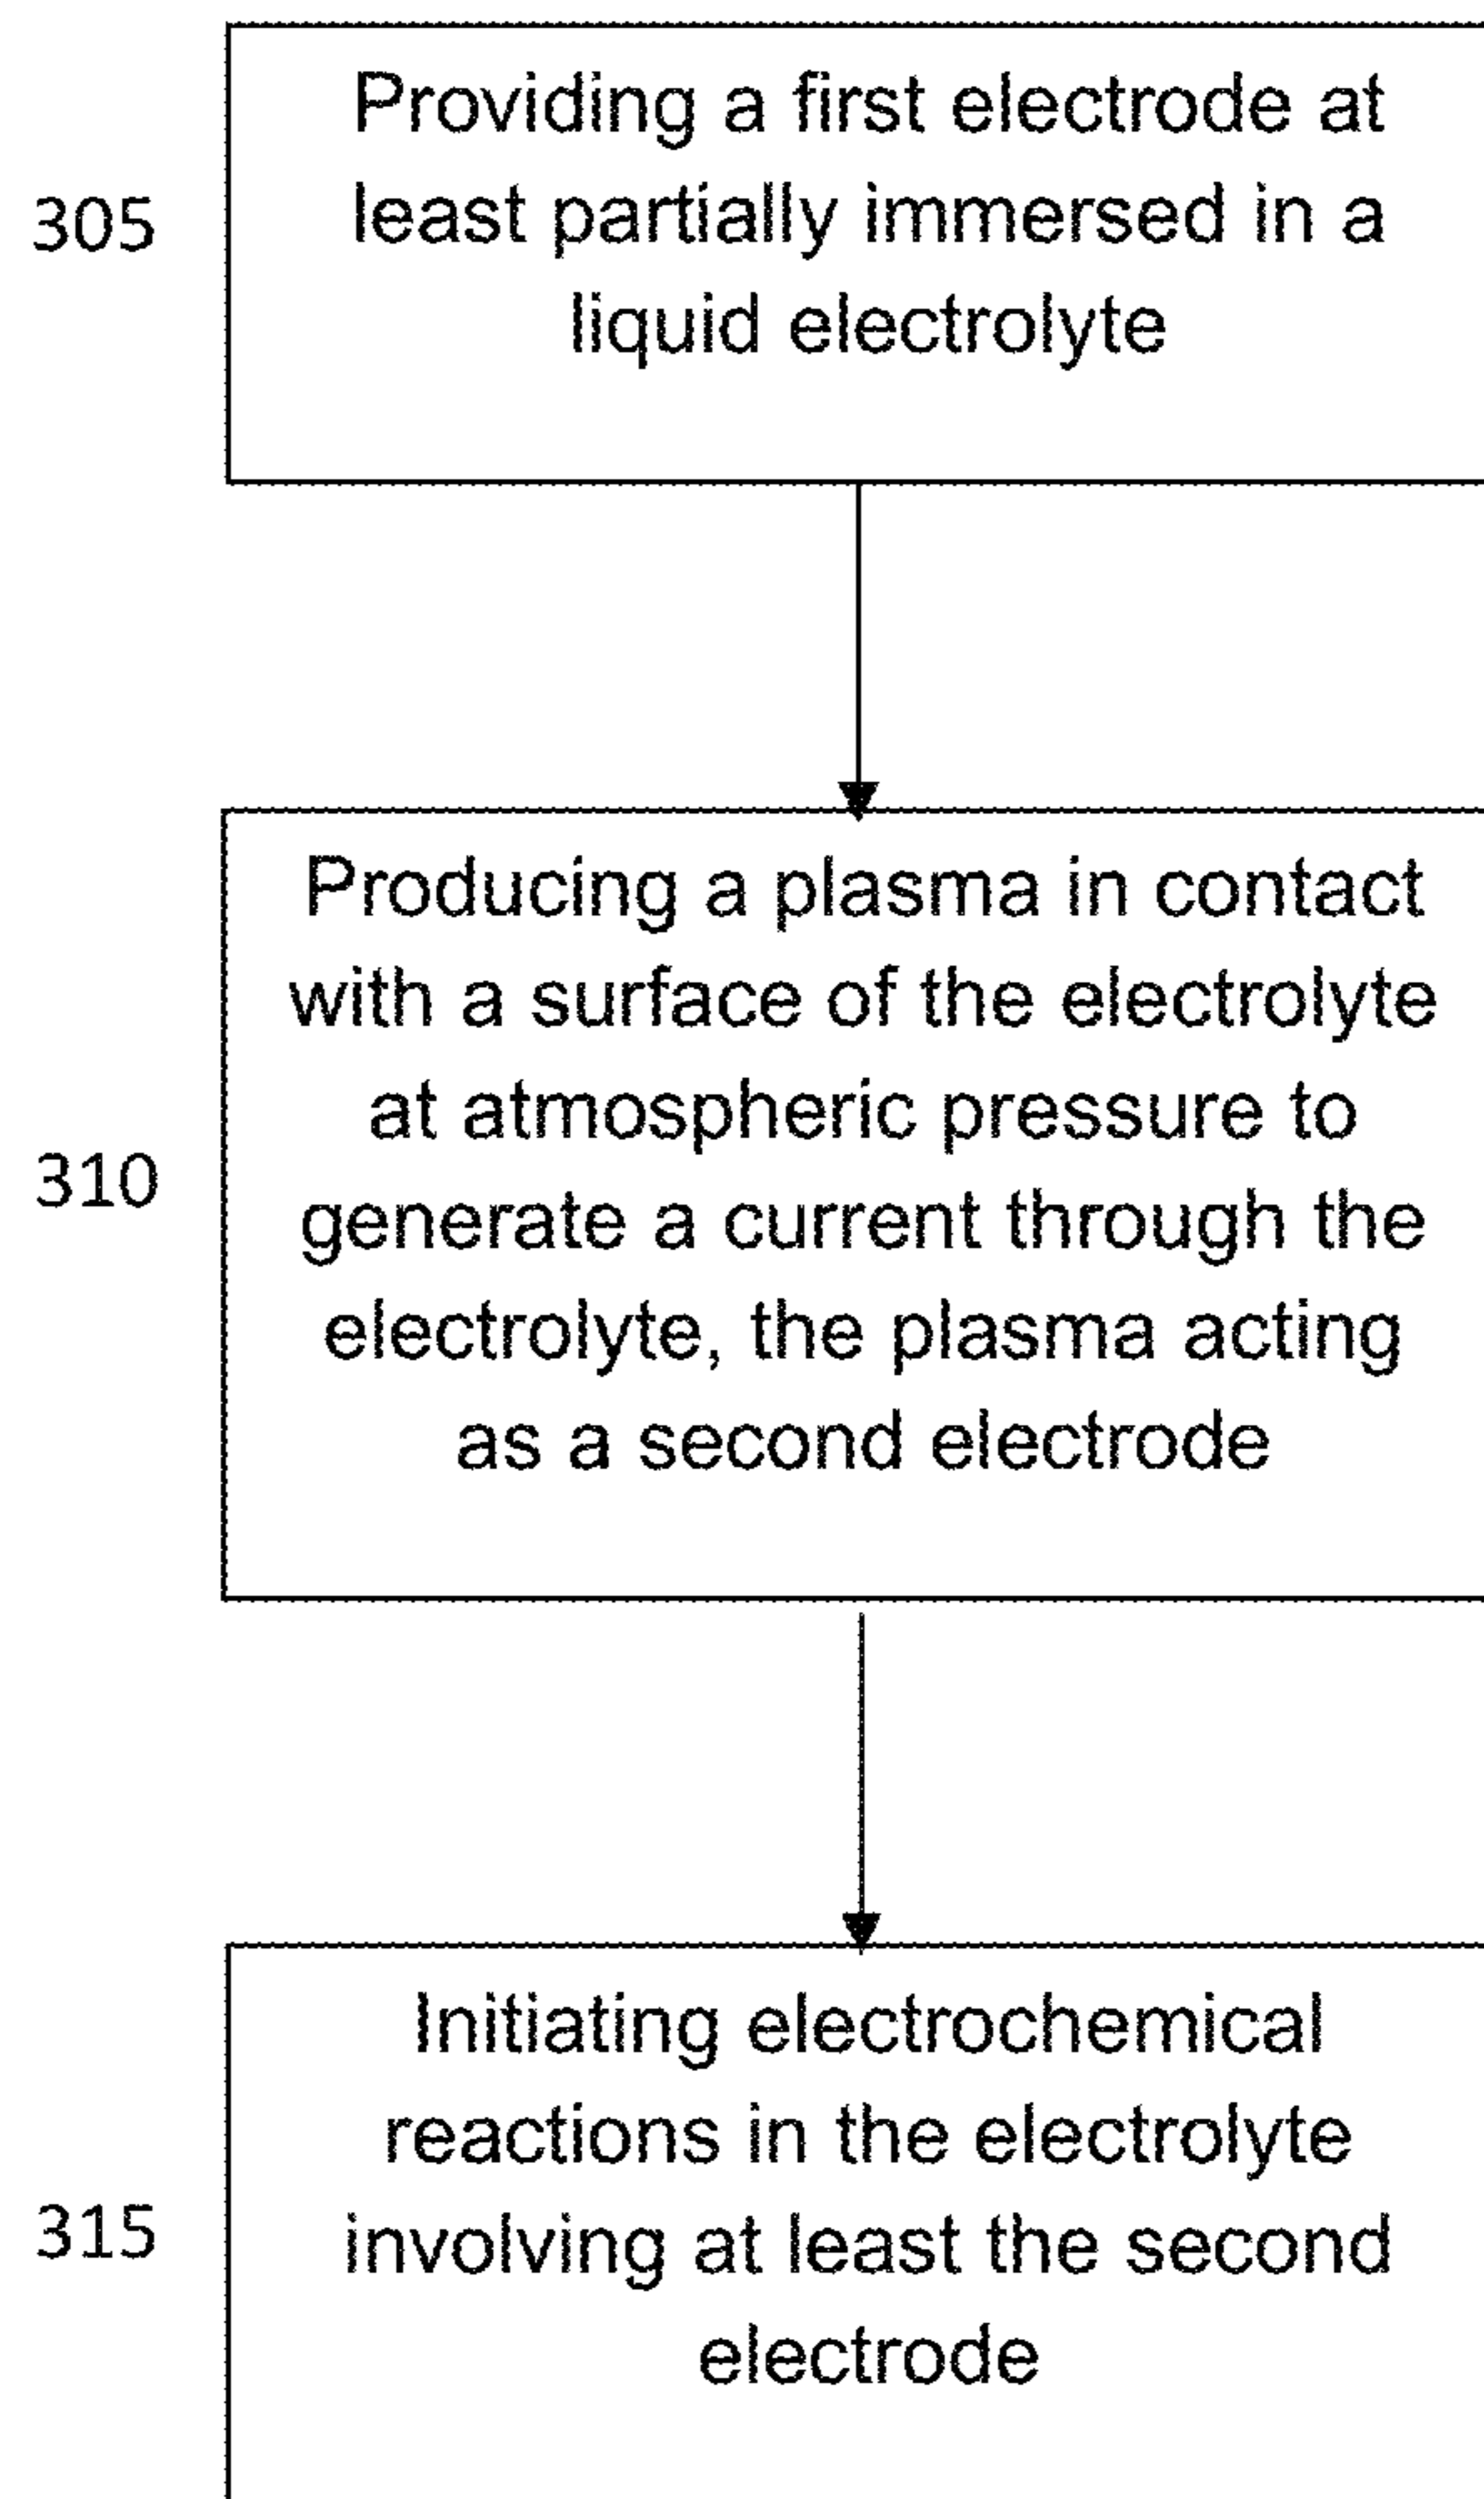 Providing a first electrode at
least partially immersed in a
liquid electrolyte
305
Producing a plasma in contact
with a surface of the electrolyte
at atmospheric pressure to
generate a current through the
electrolyte, the plasma acting
as a second electrode
310
Initiating electrochemical
reactions in the electrolyte
involving at least the second
electrode
315